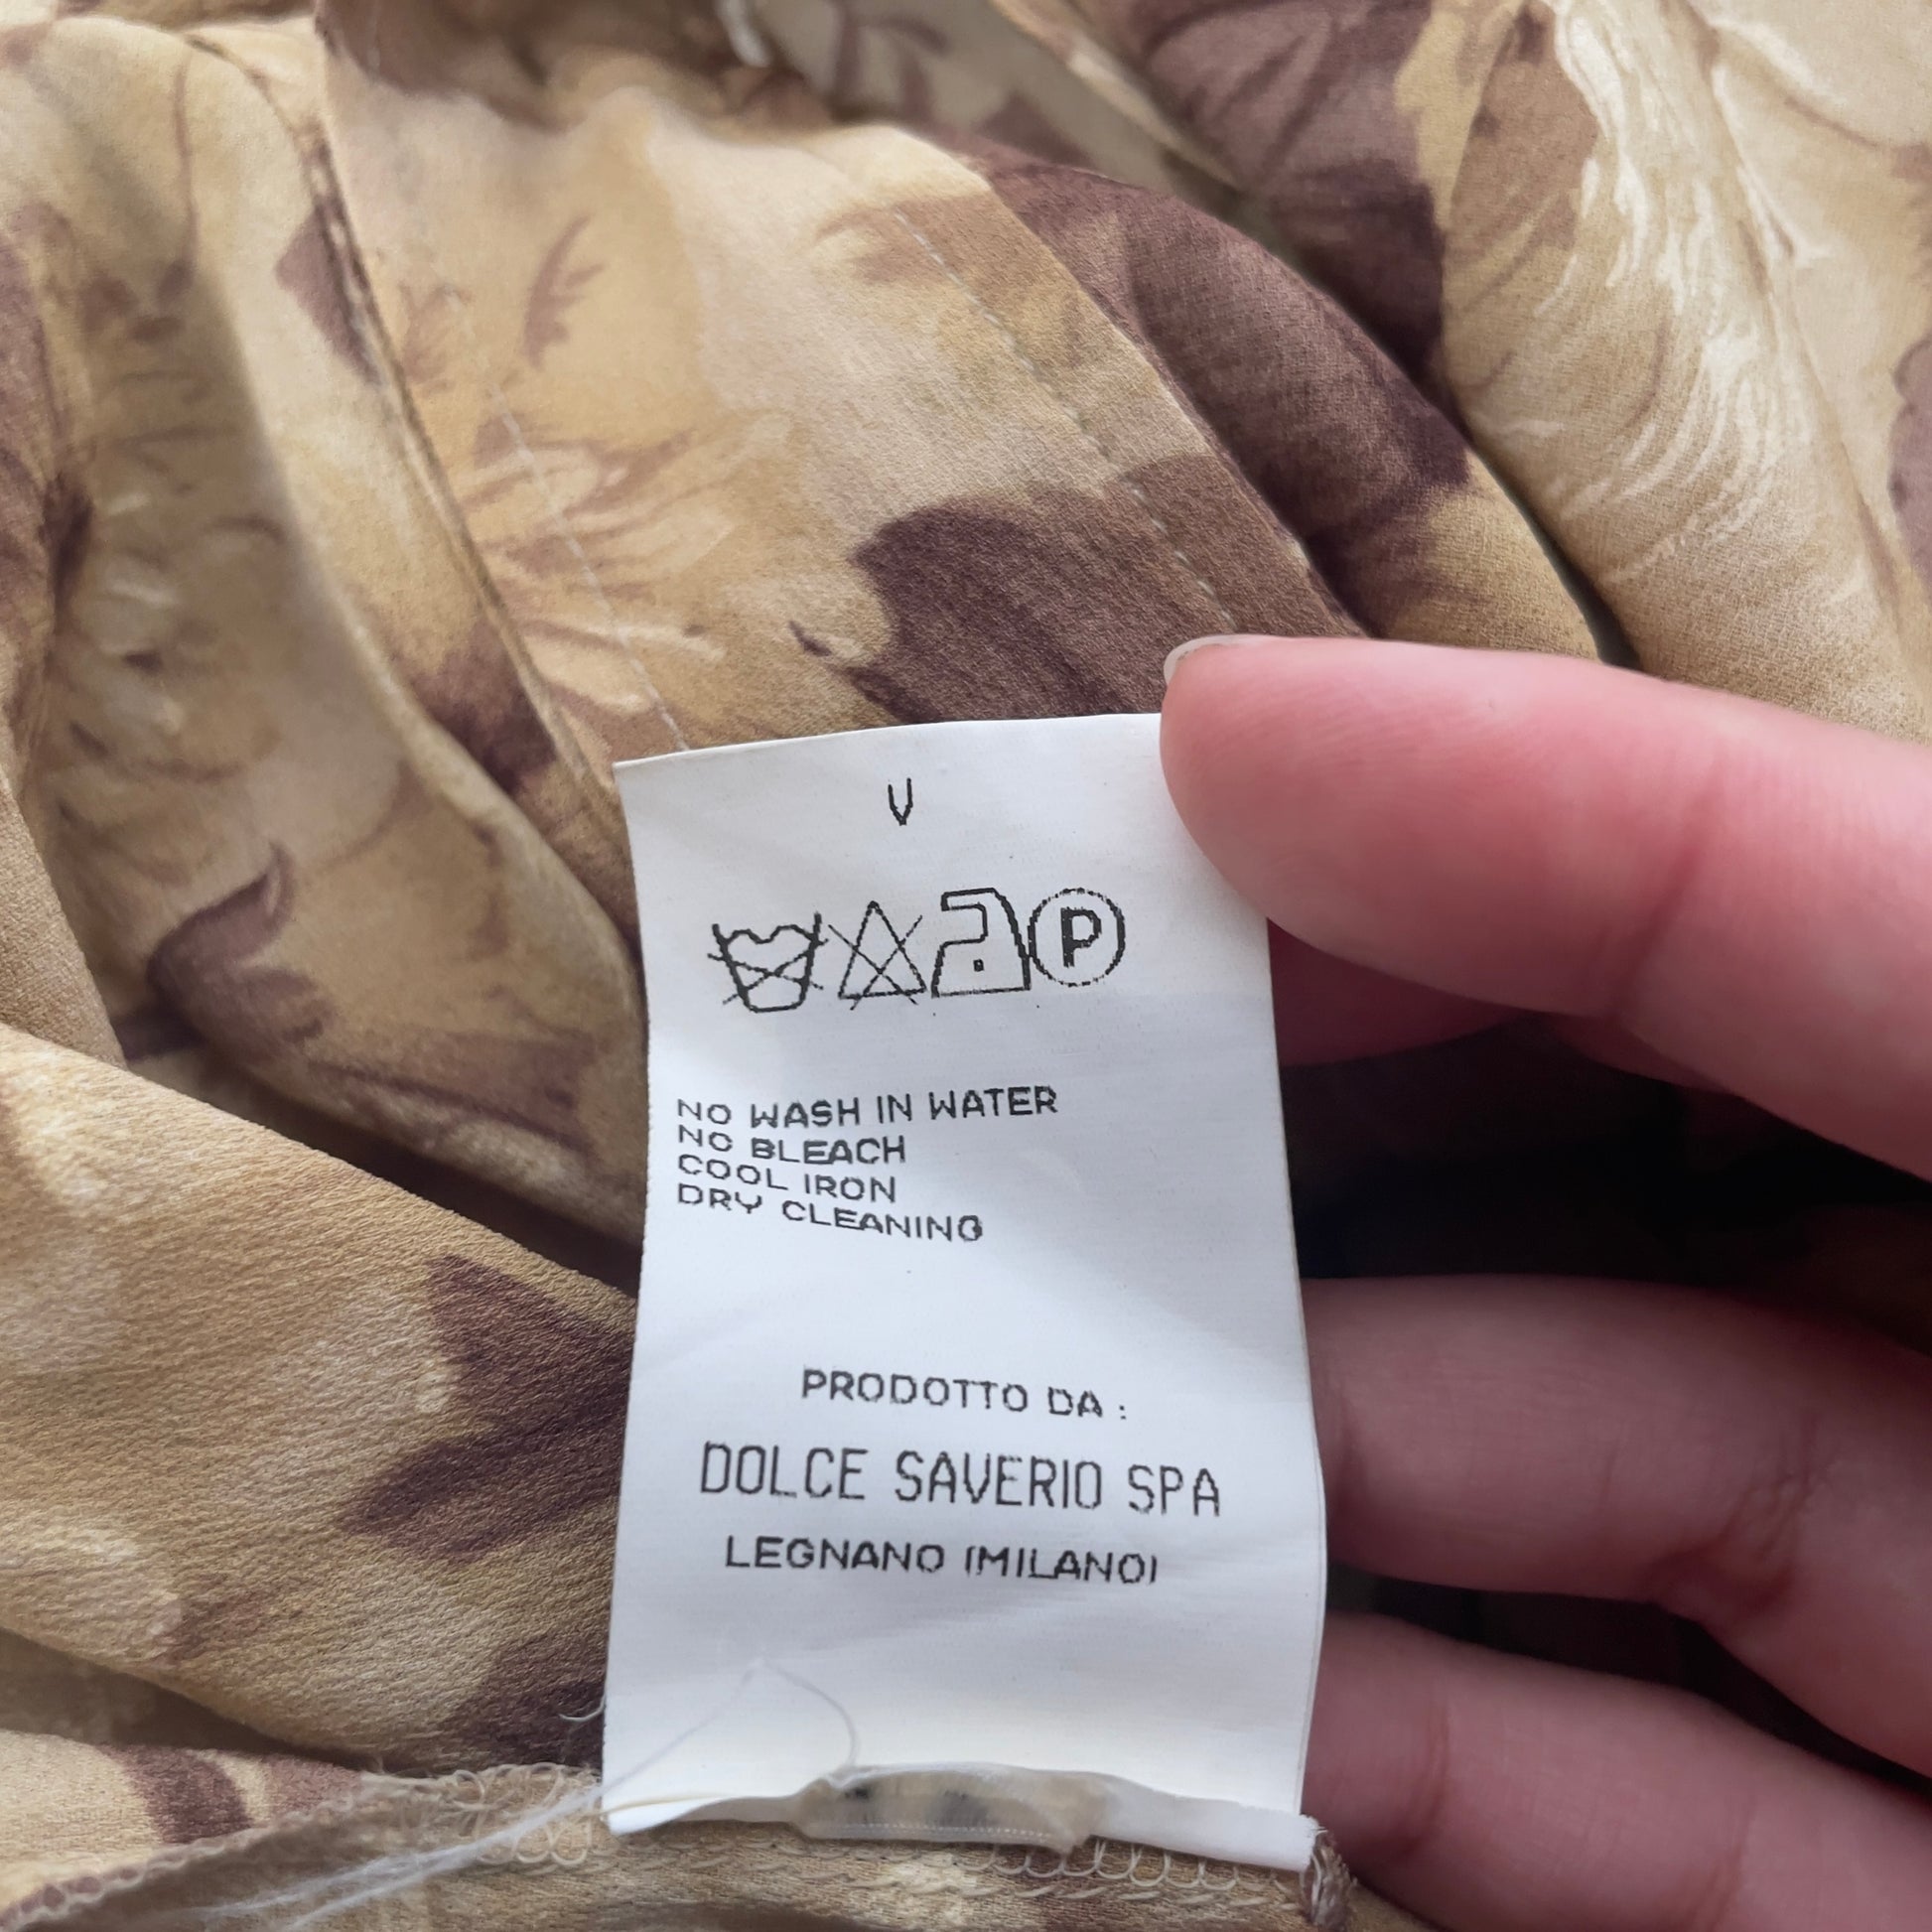 V
P
NO WASH IN WATER
NO BLEACH
COOL IRON
DRY CLEANING
PRODOTTO DA :
DOLCE SAVERIO SPA
LEGNANO (MILANO)